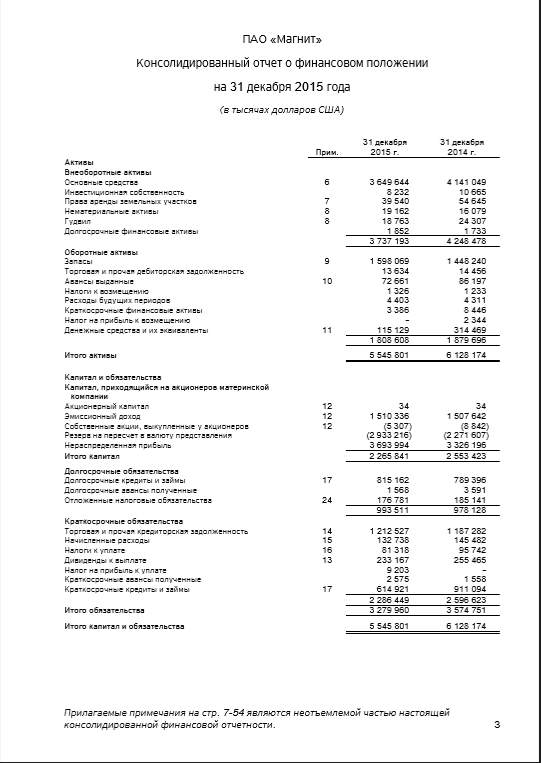 ПАО «Магнит»
Консолидированный отчет о финансовом положении
на 31 декабря 2015 года
(в тысячах долларов США)
31 декабря 31 декабря
Прим. 2015 г. 2014 г.
Активы
Внеоборотные активы
Основные средства 6 3 649 644 4 141 049
Инвестиционная собственность 8 232 10 665
Права аренды земельных участков 7 39 540 54 645
Нематериальные активы 8 19 162 16 079
Гудвил 8 18 763 24 307
Долгосрочные финансовые активы 1 852 1 733
3 737 193 4 248 478
Оборотные активы
Запасы 9 1 598 069 1 448 240
Торговая и прочая дебиторская задолженность 13 634 14 456
Авансы выданные 10 72 661 86 197
Налоги к возмещению 1 326 1 233
Расходы будущих периодов 4 403 4 311
Краткосрочные финансовые активы 3 386 8 446
Налог на прибыль к возмещению – 2 344
Денежные средства и их эквиваленты 11 115 129 314 469
1 808 608 1 879 696
Итого активы 5 545 801 6 128 174
Капитал и обязательства
Капитал, приходящийся на акционеров материнской
компании
Акционерный капитал 12 34 34
Эмиссионный доход 12 1 510 336 1 507 642
Собственные акции, выкупленные у акционеров 12 (5 307) (8 842)
Резерв на пересчет в валюту представления (2 933 216) (2 271 607)
Нераспределенная прибыль 3 693 994 3 326 196
Итого капитал 2 265 841 2 553 423
Долгосрочные обязательства
Долгосрочные кредиты и займы 17 815 162 789 396
Долгосрочные авансы полученные 1 568 3 591
Отложенные налоговые обязательства 24 176 781 185 141
993 511 978 128
Краткосрочные обязательства
Торговая и прочая кредиторская задолженность 14 1 212 527 1 187 282
Начисленные расходы 15 132 738 145 482
Налоги к уплате 16 81 318 95 742
Дивиденды к выплате 13 233 167 255 465
Налог на прибыль к уплате 9 203 –
Краткосрочные авансы полученные 2 575 1 558
Краткосрочные кредиты и займы 17 614 921 911 094
2 286 449 2 596 623
Итого обязательства 3 279 960 3 574 751
Итого капитал и обязательства 5 545 801 6 128 174
Прилагаемые примечания на стр. 7-54 являются неотъемлемой частью настоящей
консолидированной финансовой отчетности. 3